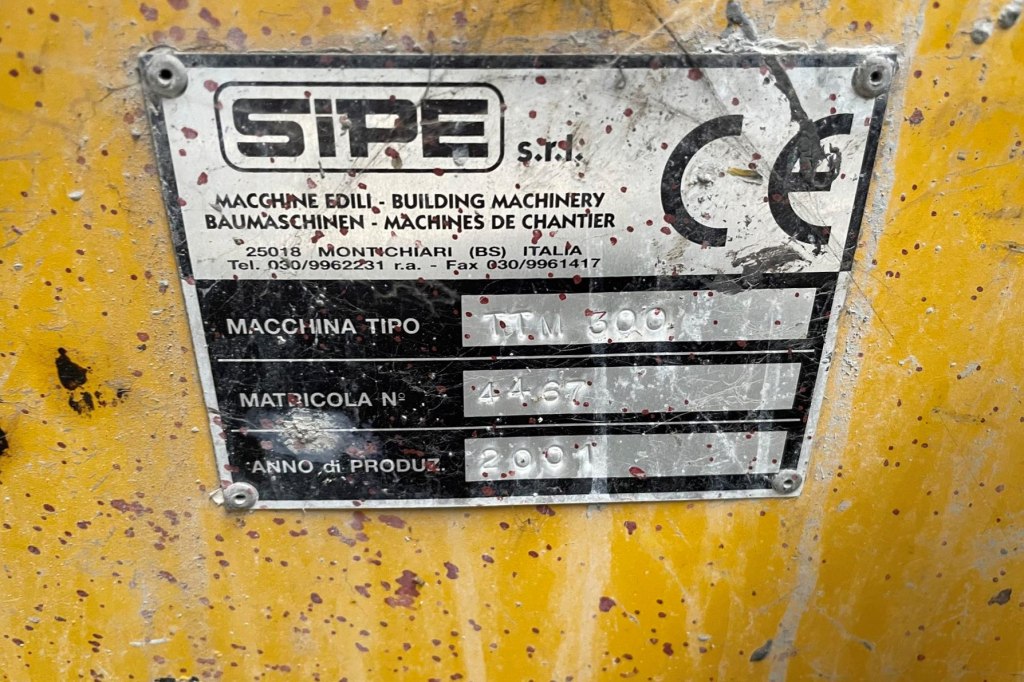 SiPE s.r.l.
CE
MACCHINE EDILI - BUILDING MACHINERY
BAUMASCHINEN - MACHINES DE CHANTIER
25018 MONTICHIARI (BS) ITALIA
Tel. 030/9962231 r.a. - Fax 030/9961417
MACCHINA TIPO TTM 300
MATRICOLA Nº 4467
ANNO di PRODUZ. 2001